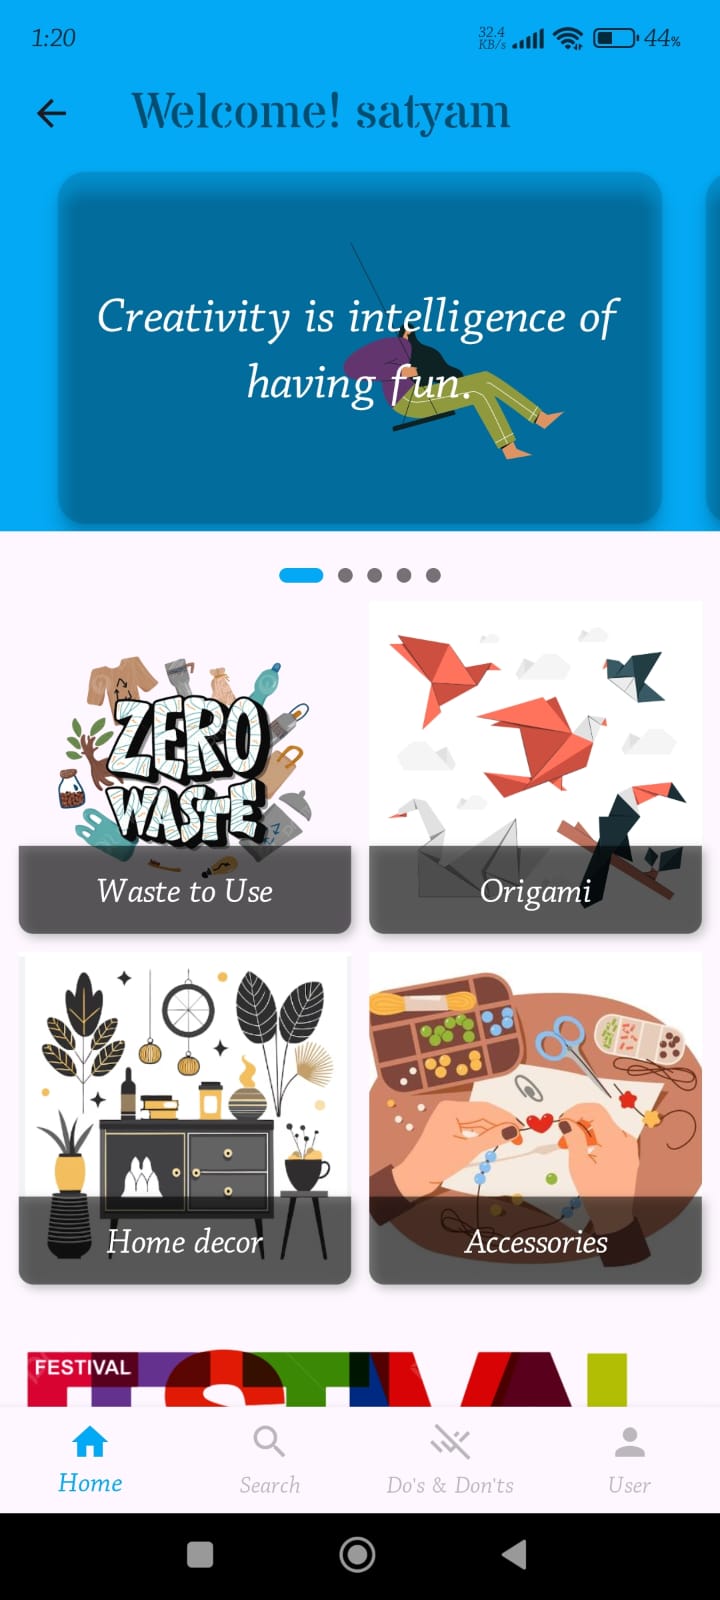 1:20
32.4
KB/s
44%
Welcome! satyam
Creativity is intelligence of
having fun.
ZERO
WASTE
Waste to Use
Origami
Home decor
Accessories
FESTIVAL
FESTIVAL
Home
Search
Do's & Don'ts
User